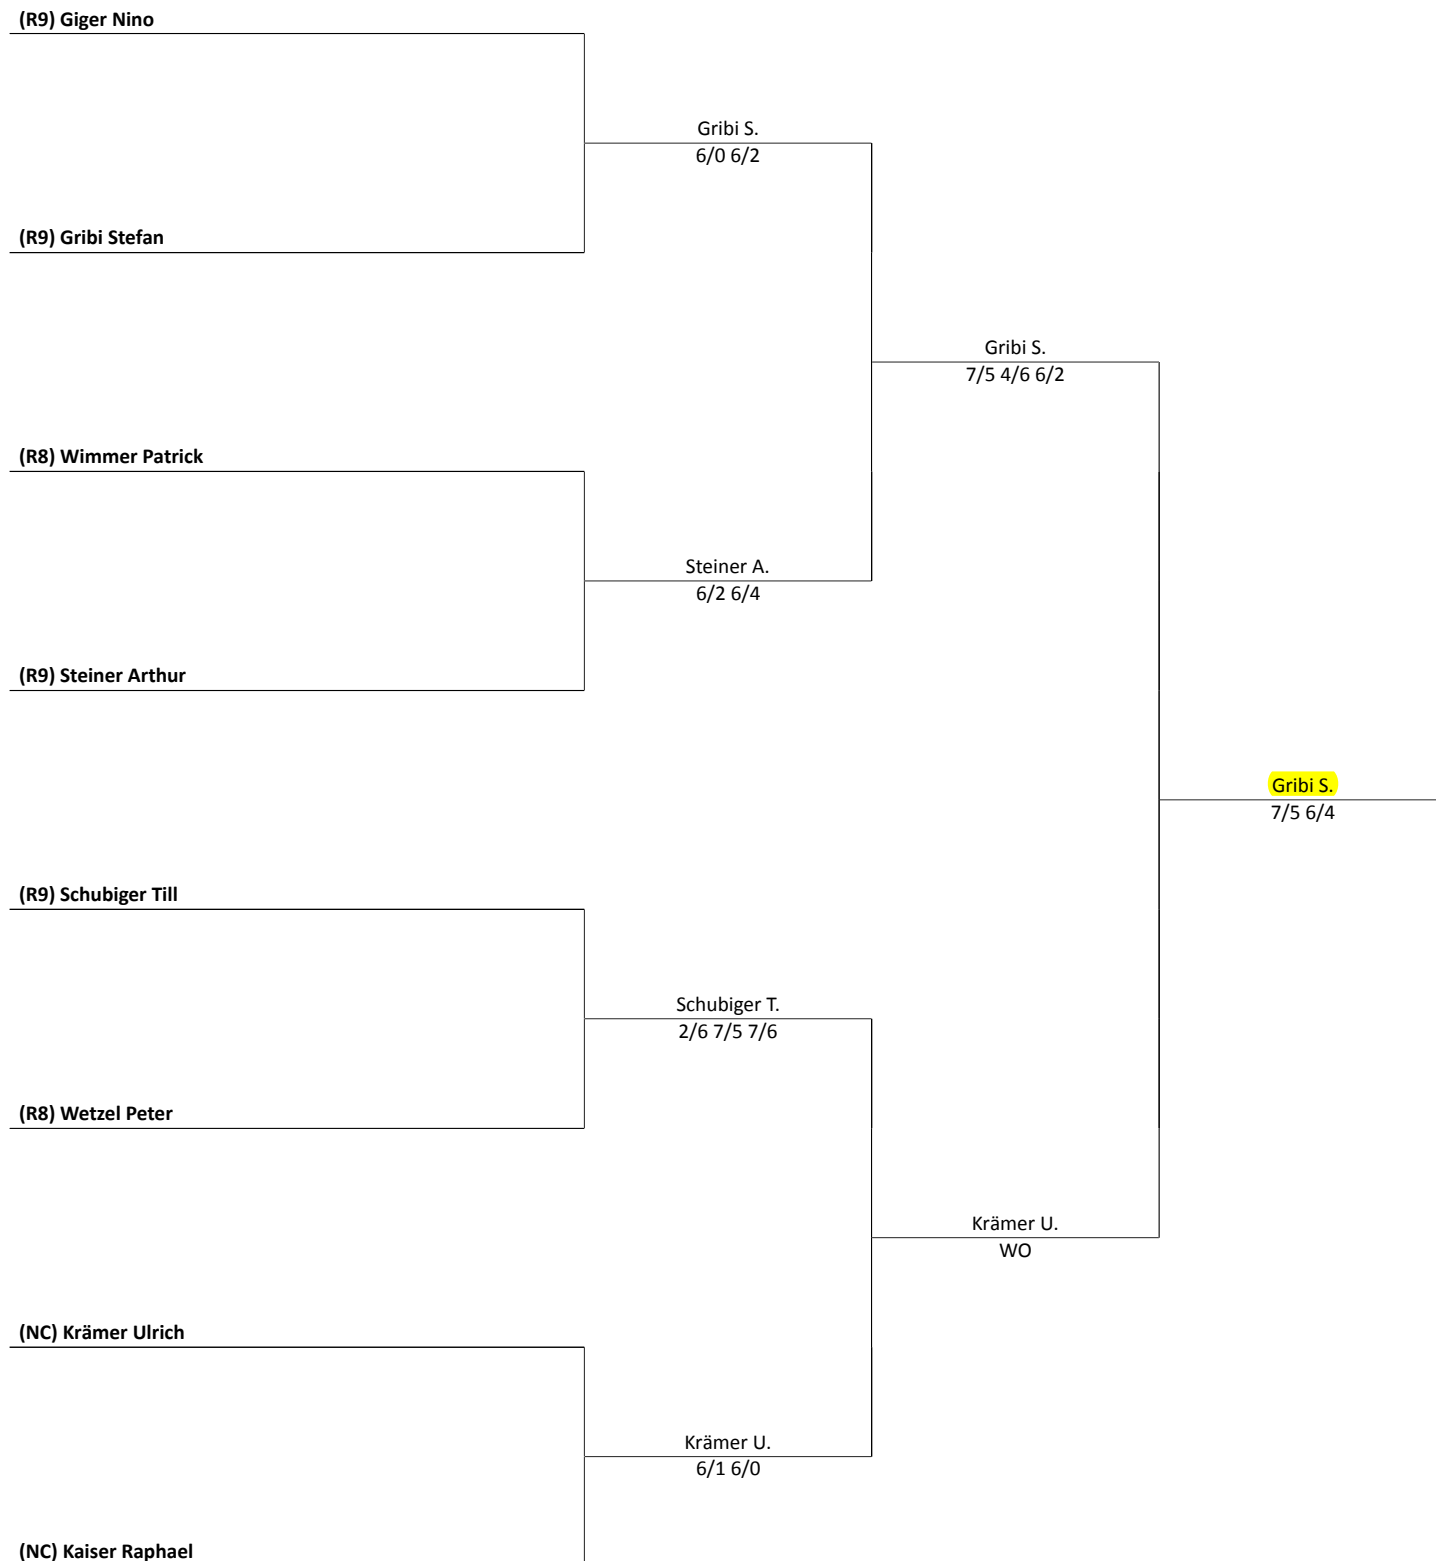 (R9) Giger Nino
Gribi S.
6/0 6/2
(R9) Gribi Stefan
Gribi S.
7/5 4/6 6/2
(R8) Wimmer Patrick
Steiner A.
6/2 6/4
(R9) Steiner Arthur
Gribi S.
7/5 6/4
(R9) Schubiger Till
Schubiger T.
2/6 7/5 7/6
(R8) Wetzel Peter
Krämer U.
WO
(NC) Krämer Ulrich
Krämer U.
6/1 6/0
(NC) Kaiser Raphael